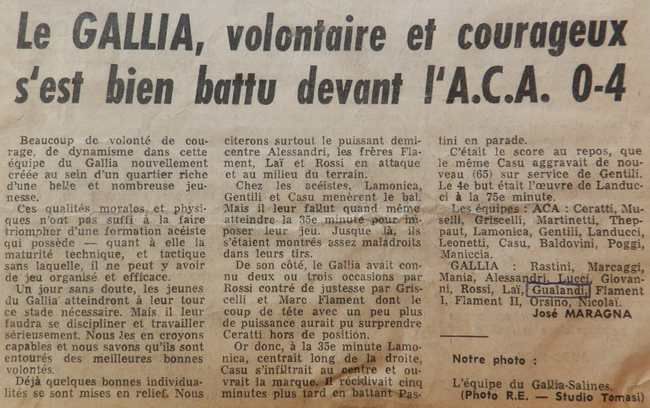 Le GALLIA, volontaire et courageux
s'est bien battu devant l'A.C.A. 0-4
Beaucoup de volonté de cou-
rage, de dynamisme dans cette
équipe du Gallia nouvellement
créée au sein d'un quartier riche
d'une belle et nombreuse jeu-
nesse.
Ces qualités morales et physi-
ques n'ont pas suffi à la faire
triompher d'une formation acéiste
qui possède — quant à elle la
maturité technique, et tactique
sans laquelle, il ne peut y avoir
de jeu organisé et efficace.
Un jour sans doute, les jeunes
du Gallia atteindront à leur tour
ce stade nécessaire. Mais il leur
faudra se discipliner et travailler
sérieusement. Nous les en croyons
capables et nous savons qu'ils sont
entourés des meilleures bonnes
volontés.
Déjà quelques bonnes individua-
lités se sont mises en relief. Nous
citerons surtout le puissant demi-
centre Alessandri, les frères Fla-
ment, Laï et Rossi en attaque
et au milieu du terrain.
Chez les acéistes. Lamonica,
Gentili et Casu menèrent le bal.
Mais il leur fallut quand même
atteindre la 35e minute pour im-
poser leur jeu. Jusque là, ils
s'étaient montrés assez maladroits
dans leurs tirs.
De son côté, le Gallia avait con-
nu deux ou trois occasions par
Rossi contré de justesse par Gris-
celli et Marc Flament dont le
coup de tête avec un peu plus
de puissance aurait pu surprendre
Ceratti hors de position.
Or donc, à la 35e minute Lamo-
nica, centrait long de la droite,
Casu s'infiltrait au centre et ou-
vrait la marque. Il récidivait cinq
minutes plus tard en battant Pas-
tini en parade.
C'était le score au repos, que
le même Casu aggravait de nou-
veau (65) sur service de Gentili.
Le 4e but était l'œuvre de Landuc-
ci à la 75e minute.
Les équipes : ACA : Ceratti, Mu-
selli, Griscelli, Martinetti, Thep-
paut, Lamonica, Gentili, Landucci,
Leonetti, Casu, Baldovini, Poggi,
Maniccia.
GALLIA : Rastini, Marcaggi,
Mania, Alessandri, Lucci, Giovan-
ni, Rossi, Laï, Gualandi, Flament
I, Flament II, Orsino, Nicolaï.
José MARAGNA
Notre photo :
L'équipe du Gallia-Salines.
(Photo R.E. — Studio Tomasi)